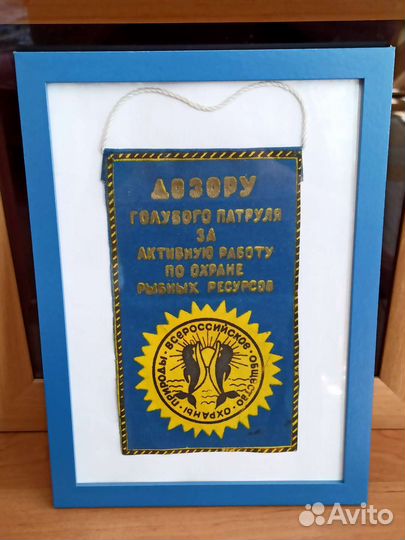 ДОЗОРУ
ГОЛУБОГО ПАТРУЛЯ
ЗА
АКТИВНУЮ РАБОТУ
ПО ОХРАНЕ
РЫБНЫХ РЕСУРСОВ
ВСЕРОССИЙСКОЕ · ОБЩЕСТВО · ОХРАНЫ · ПРИРОДЫ ·
Avito